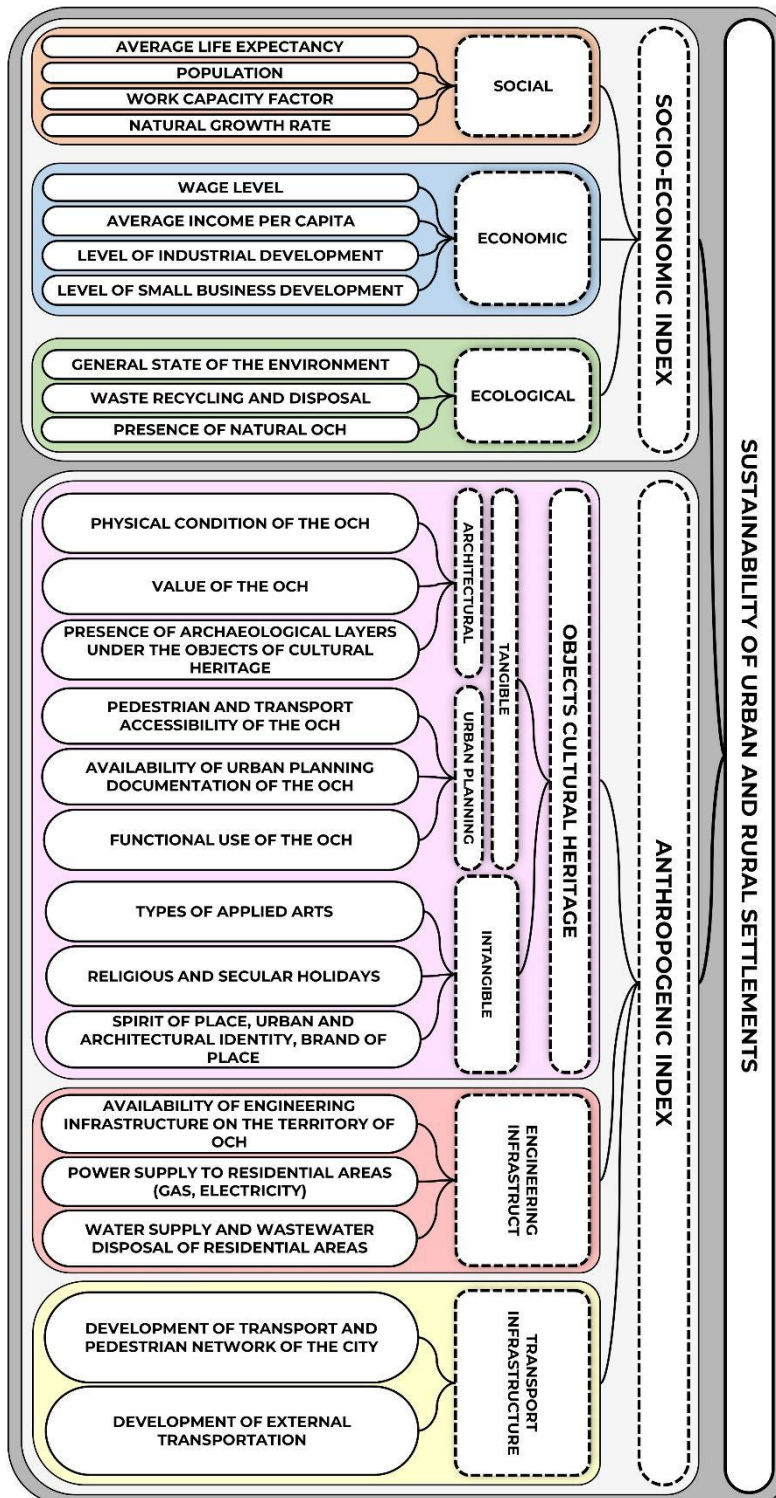 SUSTAINABILITY OF URBAN AND RURAL SETTLEMENTS
SOCIO-ECONOMIC INDEX
SOCIAL
AVERAGE LIFE EXPECTANCY
POPULATION
WORK CAPACITY FACTOR
NATURAL GROWTH RATE
ECONOMIC
WAGE LEVEL
AVERAGE INCOME PER CAPITA
LEVEL OF INDUSTRIAL DEVELOPMENT
LEVEL OF SMALL BUSINESS DEVELOPMENT
ECOLOGICAL
GENERAL STATE OF THE ENVIRONMENT
WASTE RECYCLING AND DISPOSAL
PRESENCE OF NATURAL OCH
ANTHROPOGENIC INDEX
OBJECTS CULTURAL HERITAGE
TANGIBLE
ARCHITECTURAL
PHYSICAL CONDITION OF THE OCH
VALUE OF THE OCH
PRESENCE OF ARCHAEOLOGICAL LAYERS
UNDER THE OBJECTS OF CULTURAL
HERITAGE
URBAN PLANNING
PEDESTRIAN AND TRANSPORT
ACCESSIBILITY OF THE OCH
AVAILABILITY OF URBAN PLANNING
DOCUMENTATION OF THE OCH
FUNCTIONAL USE OF THE OCH
INTANGIBLE
TYPES OF APPLIED ARTS
RELIGIOUS AND SECULAR HOLIDAYS
SPIRIT OF PLACE, URBAN AND
ARCHITECTURAL IDENTITY, BRAND OF
PLACE
ENGINEERING
INFRASTRUCT
AVAILABILITY OF ENGINEERING
INFRASTRUCTURE ON THE TERRITORY OF
OCH
POWER SUPPLY TO RESIDENTIAL AREAS
(GAS, ELECTRICITY)
WATER SUPPLY AND WASTEWATER
DISPOSAL OF RESIDENTIAL AREAS
TRANSPORT
INFRASTRUCTURE
DEVELOPMENT OF TRANSPORT AND
PEDESTRIAN NETWORK OF THE CITY
DEVELOPMENT OF EXTERNAL
TRANSPORTATION